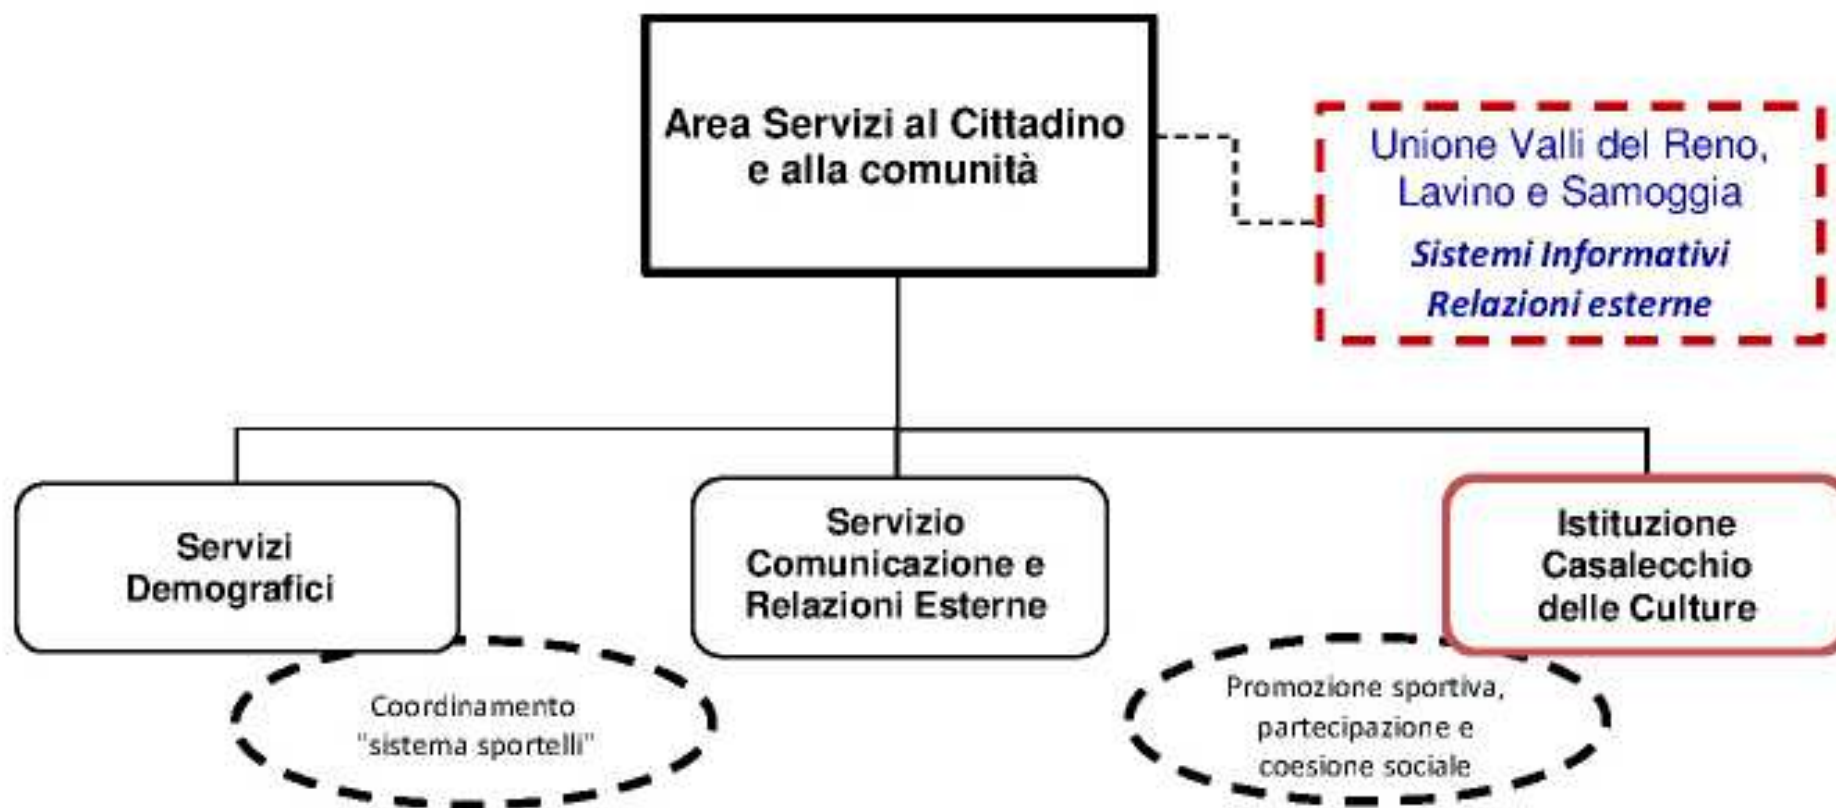 Area Servizi al Cittadino
e alla comunità
Unione Valli del Reno,
Lavino e Samoggia
Sistemi Informativi
Relazioni esterne
Servizi
Demografici
Servizio
Comunicazione e
Relazioni Esterne
Istituzione
Casalecchio
delle Culture
Coordinamento
"sistema sportelli"
Promozione sportiva,
partecipazione e
coesione sociale